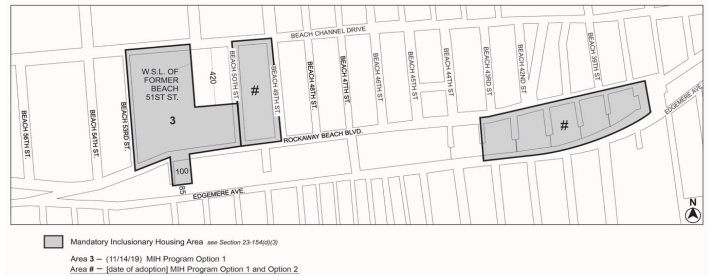 BEACH CHANNEL DRIVE
W.S.L. OF
FORMER
BEACH
51ST ST.
3
420
BEACH 50TH ST.
#
BEACH 49TH ST.
BEACH 48TH ST.
BEACH 47TH ST.
BEACH 46TH ST.
BEACH 45TH ST.
BEACH 44TH ST.
BEACH 43RD ST.
BEACH 42ND ST.
BEACH 39TH ST.
EDGEMERE AVE.
BEACH 56TH ST.
BEACH 54TH ST.
BEACH 53RD ST.
ROCKAWAY BEACH BLVD.
#
100
85
EDGEMERE AVE.
N
Mandatory Inclusionary Housing Area see Section 23-154(d)(3)
Area 3 – (11/14/19) MIH Program Option 1
Area # – [date of adoption] MIH Program Option 1 and Option 2